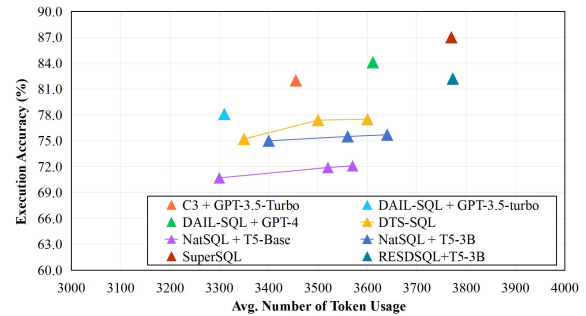 90.0
87.0
84.0
81.0
78.0
75.0
72.0
69.0
66.0
63.0
60.0
Execution Accuracy (%)
C3 + GPT-3.5-Turbo
DAIL-SQL + GPT-3.5-turbo
DAIL-SQL + GPT-4
DTS-SQL
NatSQL + T5-Base
NatSQL + T5-3B
SuperSQL
RESDSQL+T5-3B
3000 3100 3200 3300 3400 3500 3600 3700 3800 3900 4000
Avg. Number of Token Usage